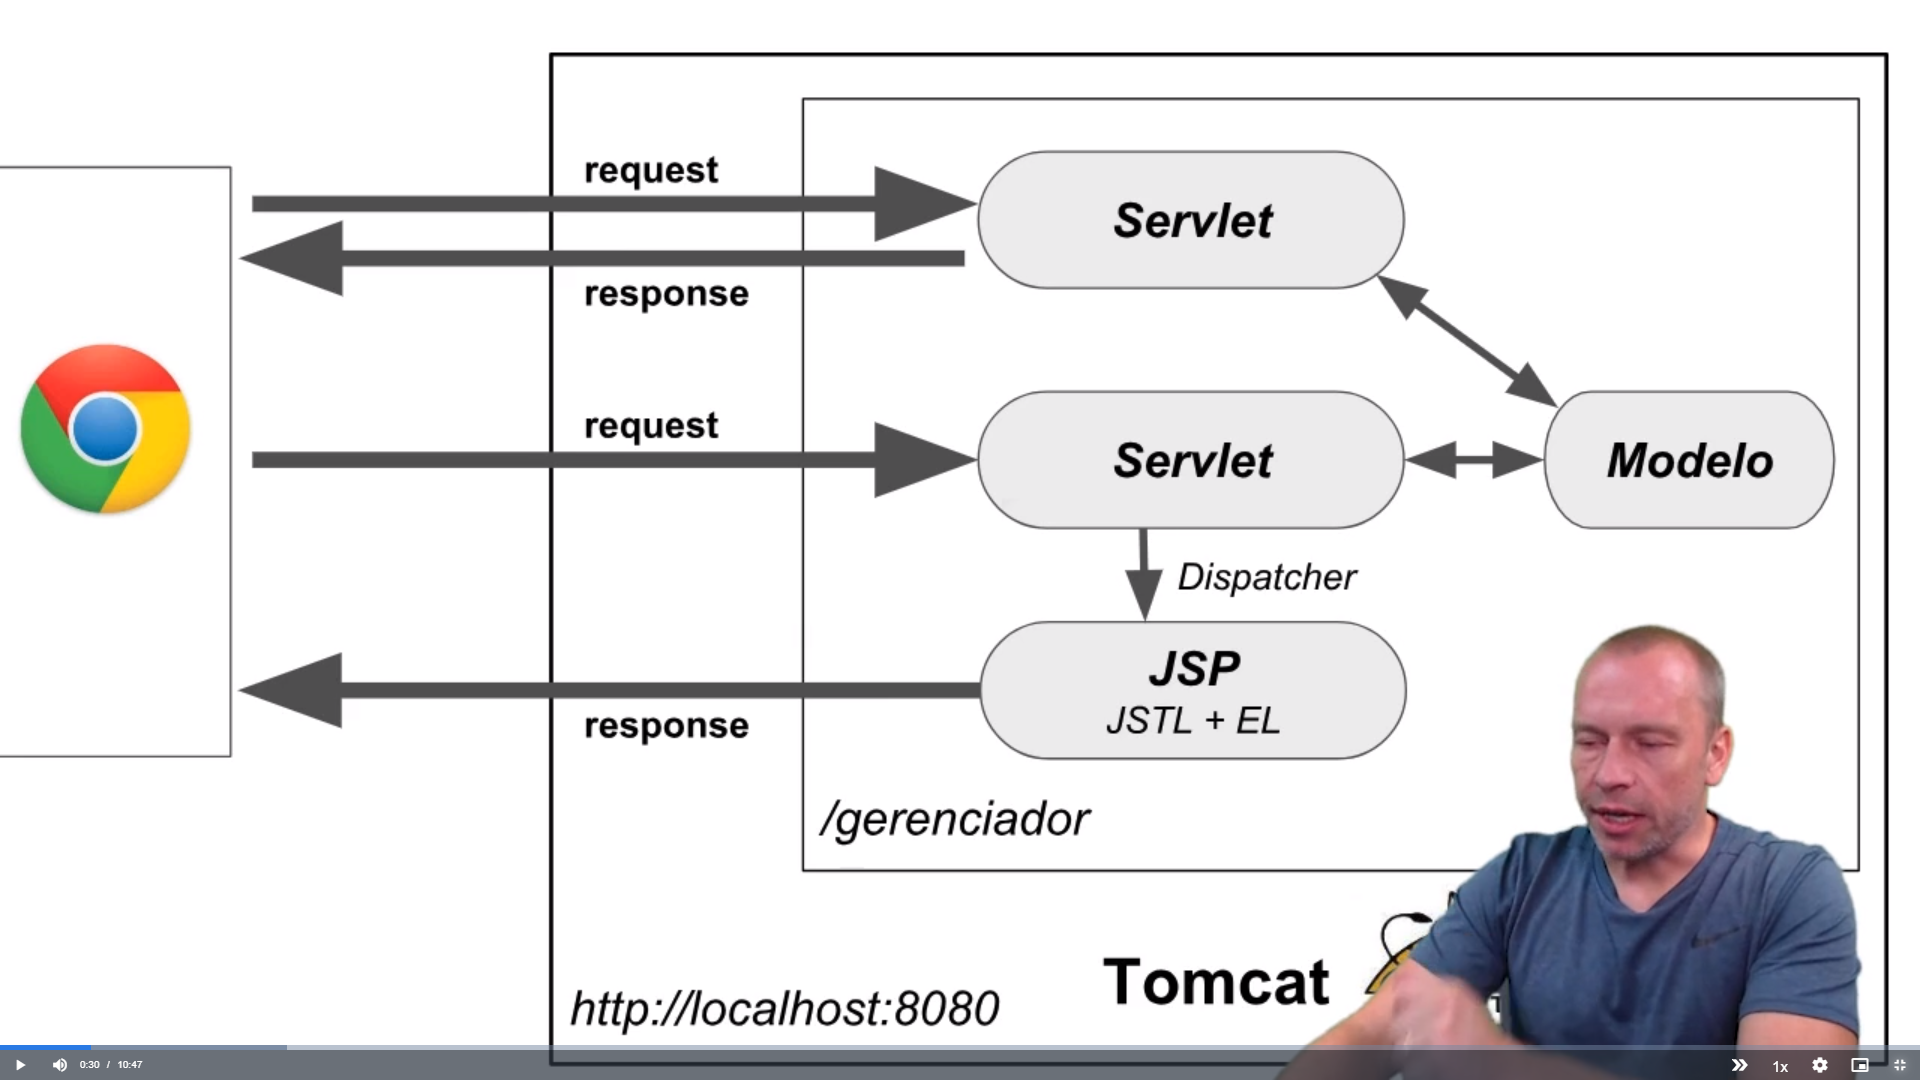 request
Servlet
response
request
Servlet
Modelo
Dispatcher
JSP
JSTL + EL
response
/gerenciador
Tomcat
http://localhost:8080
0:30 / 10:47
1x